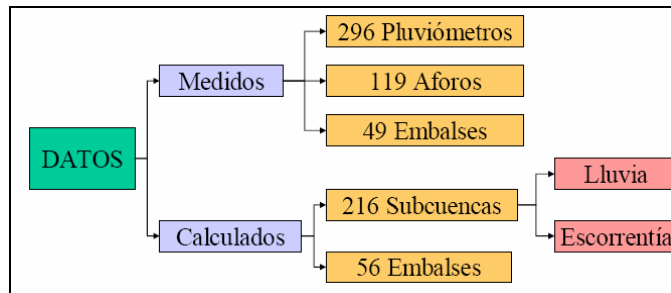 296 Pluviómetros
Medidos
119 Aforos
49 Embalses
DATOS
Lluvia
216 Subcuencas
Calculados
Escorrentía
56 Embalses